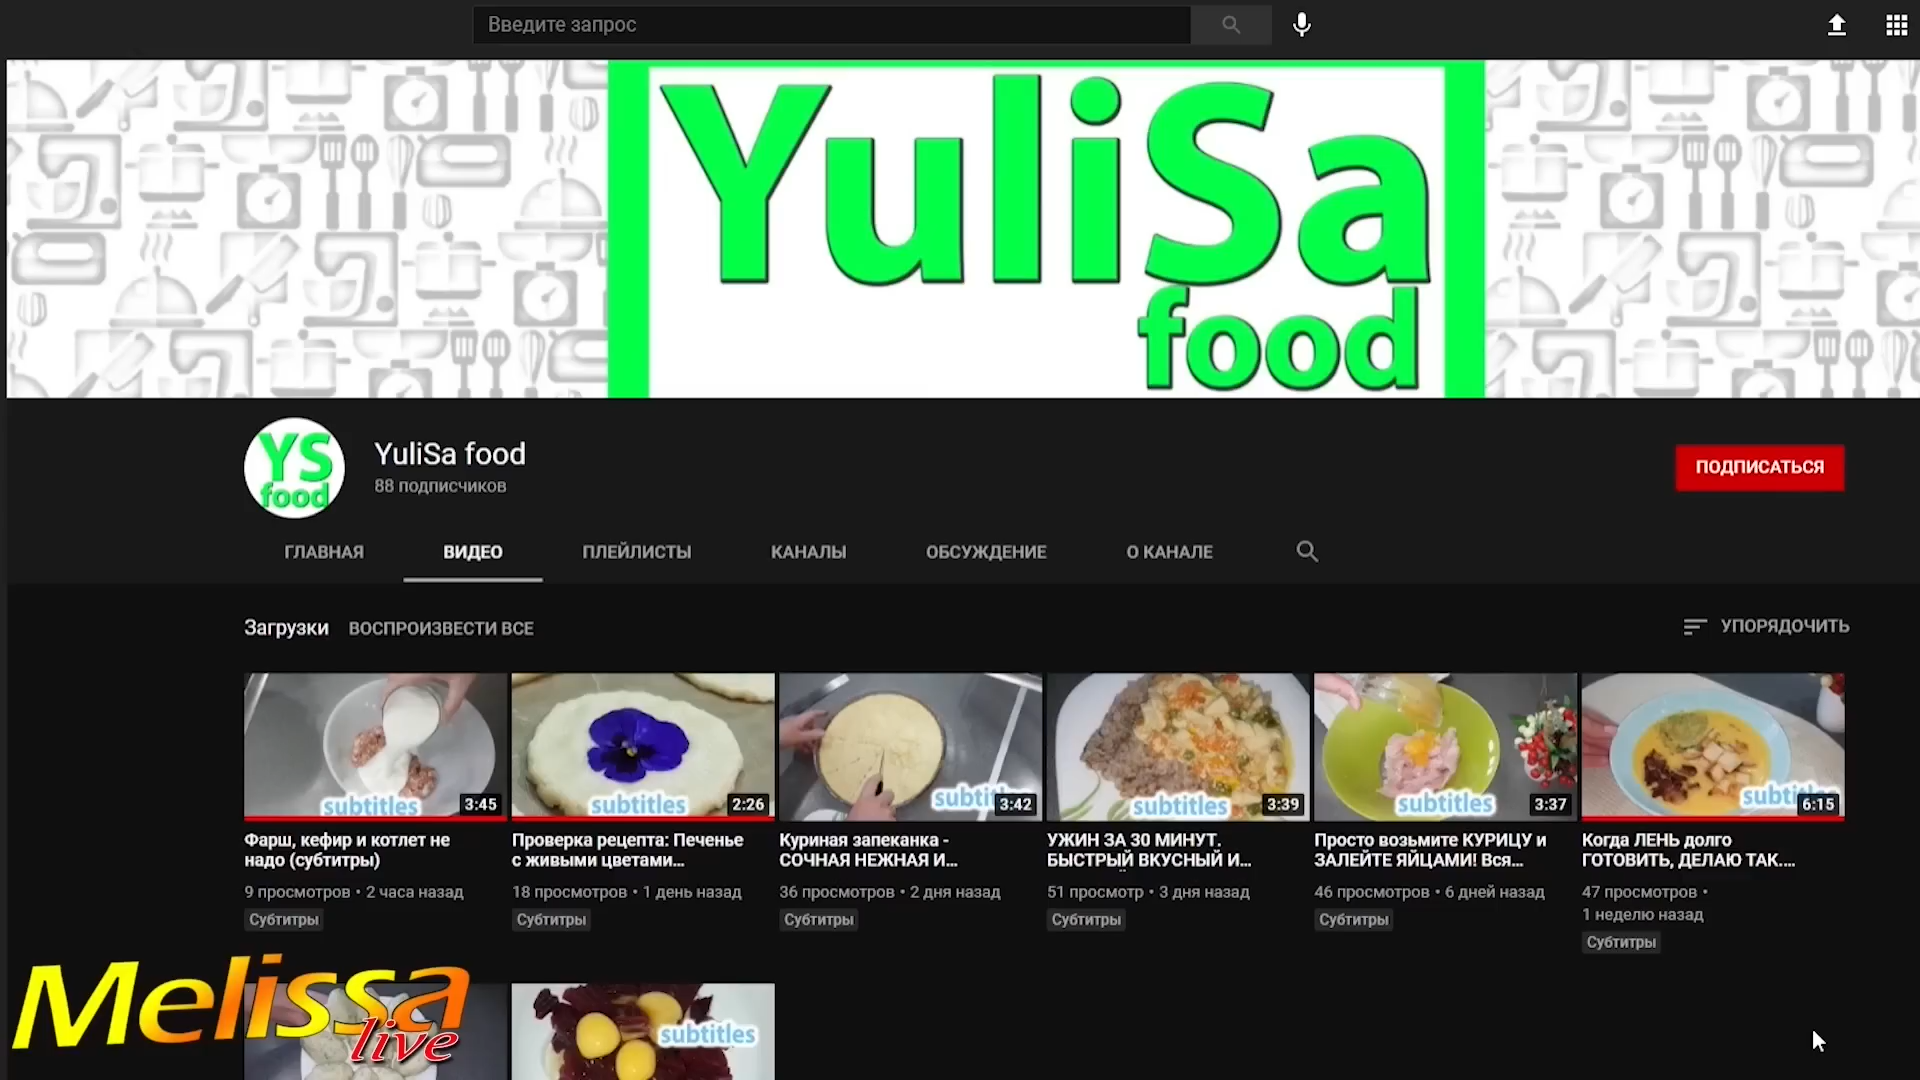 Введите запрос
YuliSa
food
YS
food
YuliSa food
88 подписчиков
ПОДПИСАТЬСЯ
ГЛАВНАЯ
ВИДЕО
ПЛЕЙЛИСТЫ
КАНАЛЫ
ОБСУЖДЕНИЕ
О КАНАЛЕ
Загрузки
ВОСПРОИЗВЕСТИ ВСЕ
УПОРЯДОЧИТЬ
subtitles
3:45
Фарш, кефир и котлет не
надо (субтитры)
9 просмотров • 2 часа назад
Субтитры
subtitles
2:26
Проверка рецепта: Печенье
с живыми цветами...
18 просмотров • 1 день назад
Субтитры
subtit
3:42
Куриная запеканка -
СОЧНАЯ НЕЖНАЯ И...
36 просмотров • 2 дня назад
Субтитры
subtitles
3:39
УЖИН ЗА 30 МИНУТ.
БЫСТРЫЙ ВКУСНЫЙ И...
51 просмотр • 3 дня назад
Субтитры
subtitles
3:37
Просто возьмите КУРИЦУ и
ЗАЛЕЙТЕ ЯЙЦАМИ! Вся...
46 просмотров • 6 дней назад
Субтитры
subtit
6:15
Когда ЛЕНЬ долго
ГОТОВИТЬ, ДЕЛАЮ ТАК....
47 просмотров •
1 неделю назад
Субтитры
Melissa
live
subtitles